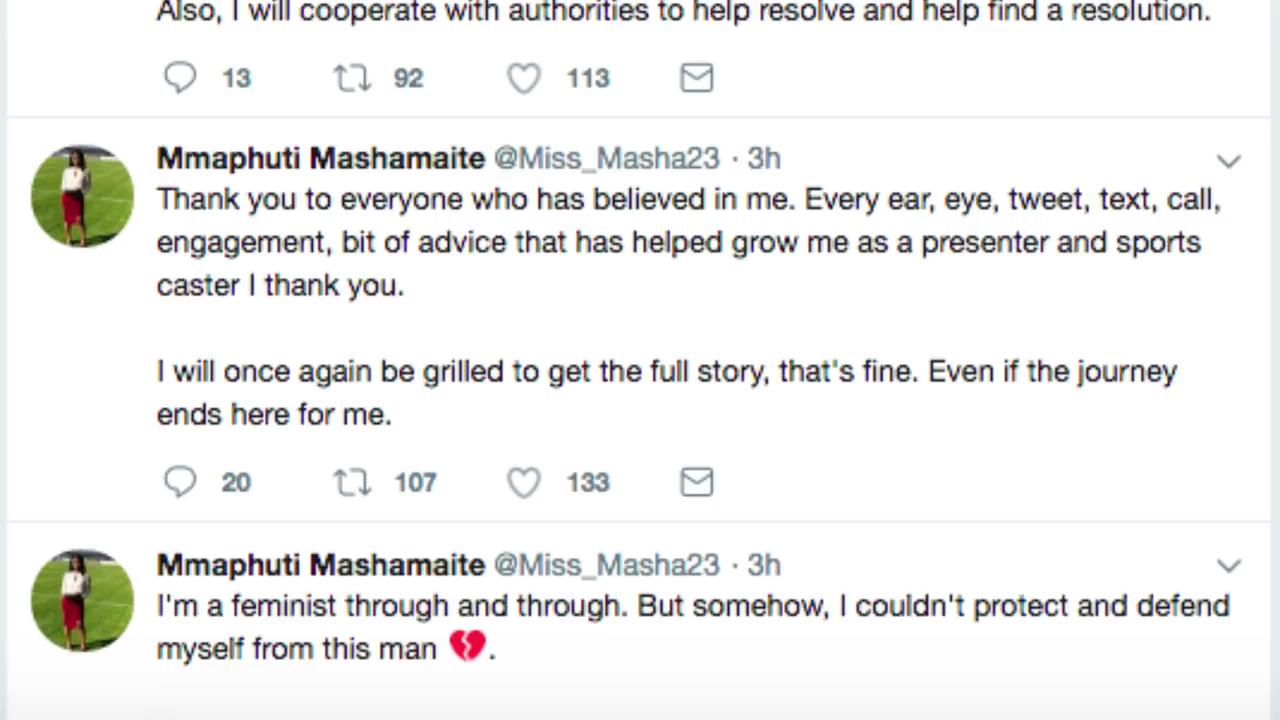 Also, I will cooperate with authorities to help resolve and help find a resolution.
13 92 113
Mmaphuti Mashamaite @Miss_Masha23 · 3h
Thank you to everyone who has believed in me. Every ear, eye, tweet, text, call,
engagement, bit of advice that has helped grow me as a presenter and sports
caster I thank you.
I will once again be grilled to get the full story, that's fine. Even if the journey
ends here for me.
20 107 133
Mmaphuti Mashamaite @Miss_Masha23 · 3h
I'm a feminist through and through. But somehow, I couldn't protect and defend
myself from this man 💔.